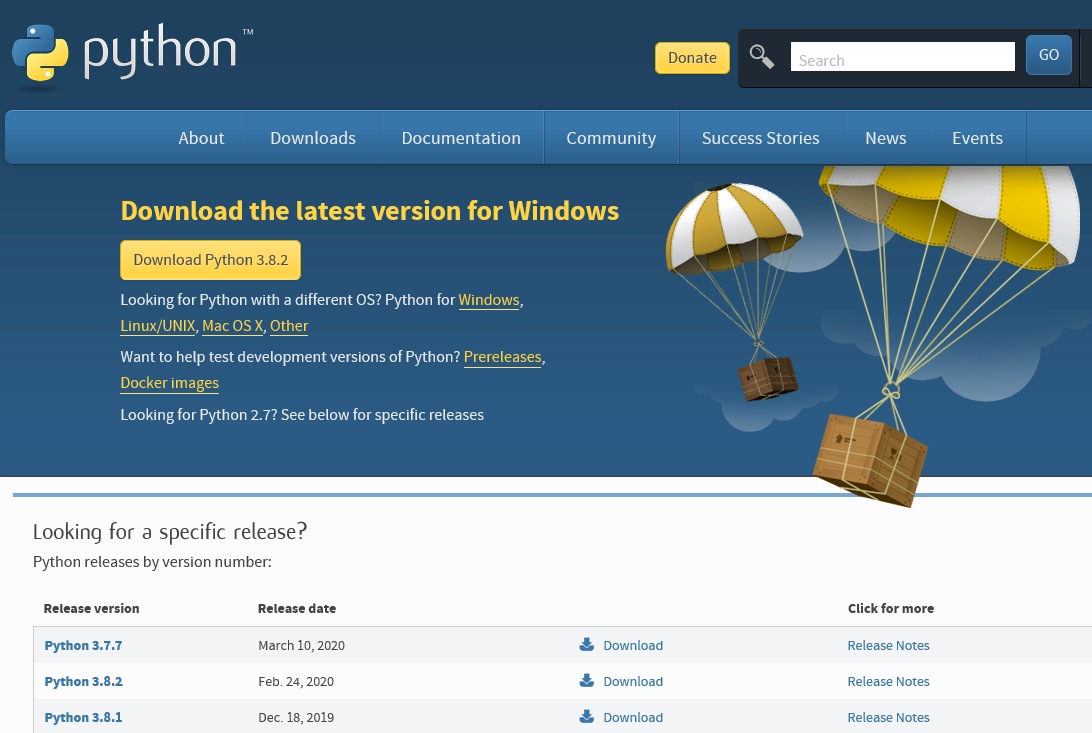 python™
Donate
Search
GO
About Downloads Documentation Community Success Stories News Events
Download the latest version for Windows
Download Python 3.8.2
Looking for Python with a different OS? Python for Windows,
Linux/UNIX, Mac OS X, Other
Want to help test development versions of Python? Prereleases,
Docker images
Looking for Python 2.7? See below for specific releases
Looking for a specific release?
Python releases by version number:
Release version Release date Click for more
Python 3.7.7 March 10, 2020 Download Release Notes
Python 3.8.2 Feb. 24, 2020 Download Release Notes
Python 3.8.1 Dec. 18, 2019 Download Release Notes